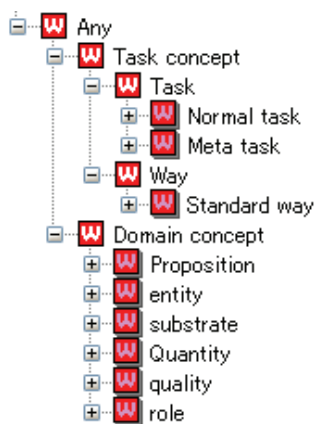 Any
Task concept
Task
Normal task
Meta task
Way
Standard way
Domain concept
Proposition
entity
substrate
Quantity
quality
role